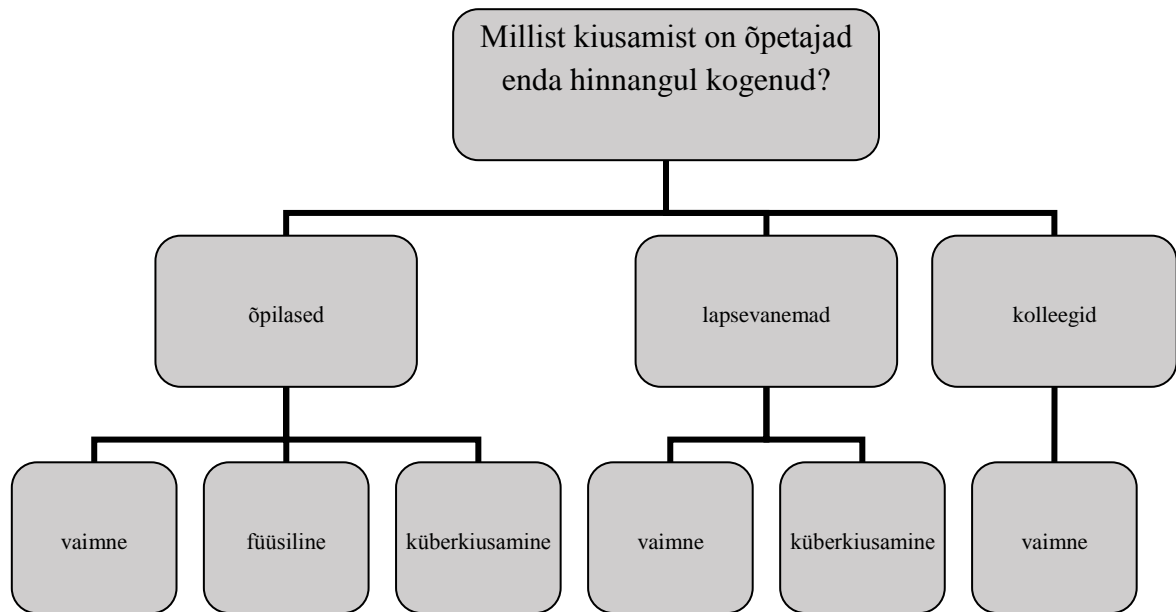 Millist kiusamist on õpetajad
enda hinnangul kogenud?
õpilased
lapsevanemad
kolleegid
vaimne
füüsiline
küberkiusamine
vaimne
küberkiusamine
vaimne